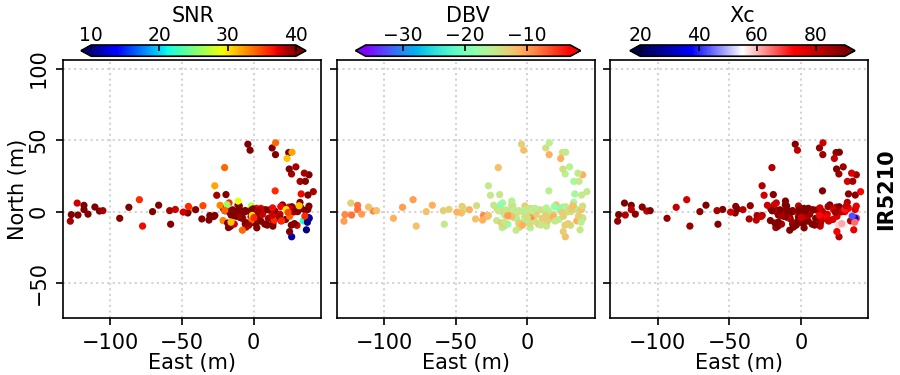 SNR DBV Xc
10 20 30 40 −30 −20 −10 20 40 60 80
100
50
0
−50
North (m)
−100 −50 0 −100 −50 0 −100 −50 0
East (m) East (m) East (m)
IR5210